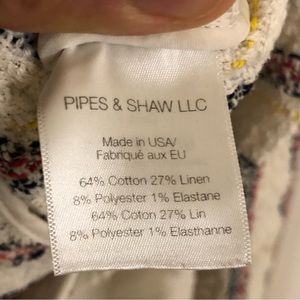 PIPES & SHAW LLC
Made in USA/
Fabriqué aux EU
64% Cotton 27% Linen
8% Polyester 1% Elastane
64% Coton 27% Lin
8% Polyester 1% Elasthanne